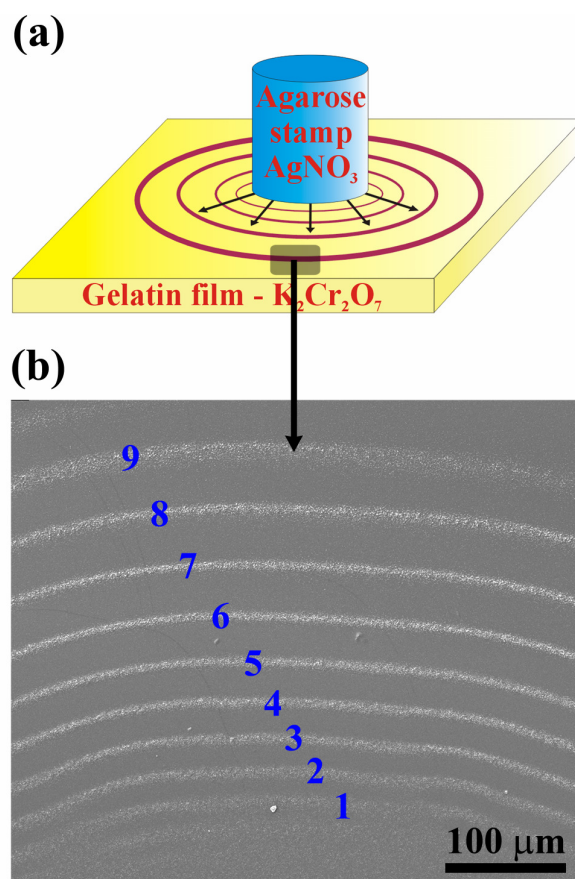 (a)
Agarose
stamp
AgNO₃
Gelatin film - K₂Cr₂O₇
(b)
9
8
7
6
5
4
3
2
1
100 μm